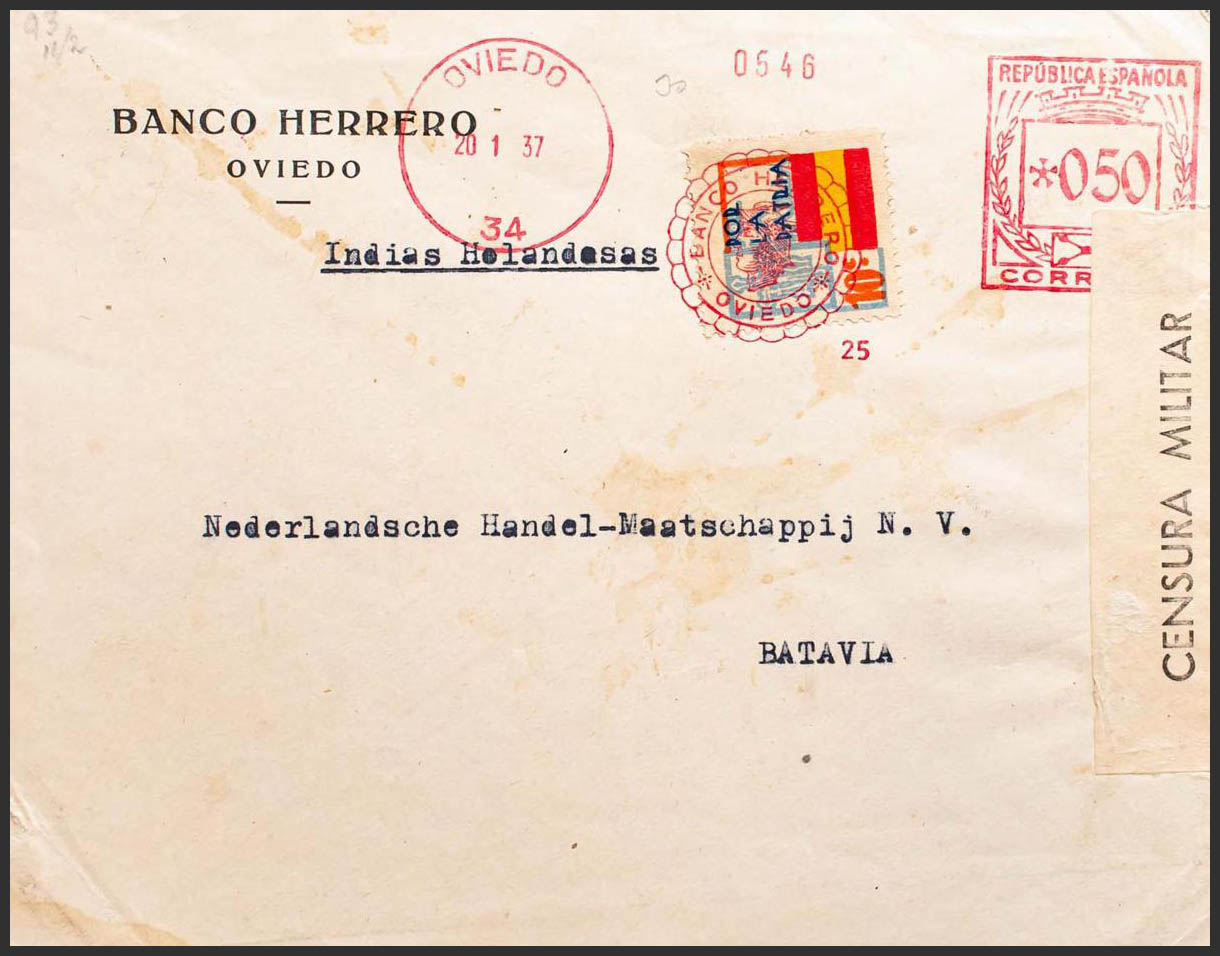 OVIEDO
20 1 37
34
0546
REPÚBLICA ESPAÑOLA
*050
CORR
BANCO HERRERO
OVIEDO
Indias Holandesas
POR
LA
PATRIA
BANCO HERRERO
* OVIEDO *
10
25
CENSURA MILITAR
Nederlandsche Handel-Maatschappij N. V.
BATAVIA